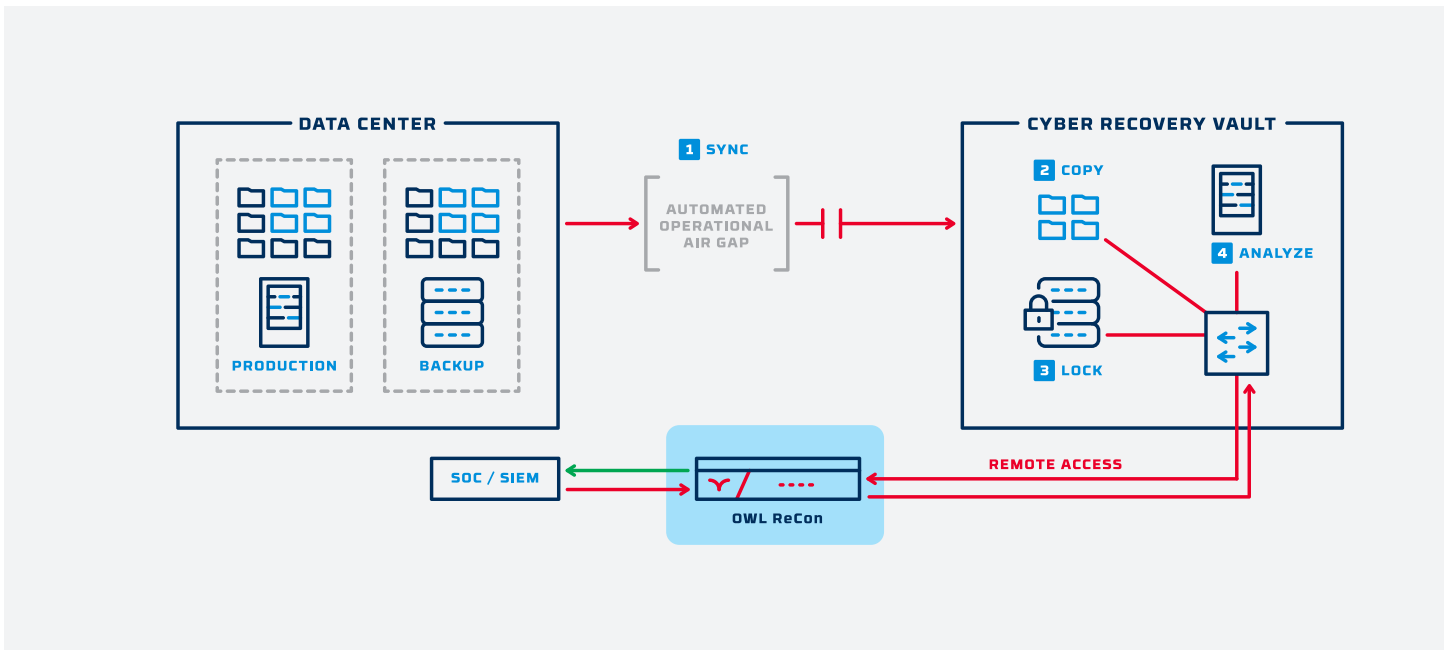 DATA CENTER
PRODUCTION
BACKUP
1 SYNC
AUTOMATED
OPERATIONAL
AIR GAP
CYBER RECOVERY VAULT
2 COPY
3 LOCK
4 ANALYZE
SOC / SIEM
OWL ReCon
REMOTE ACCESS